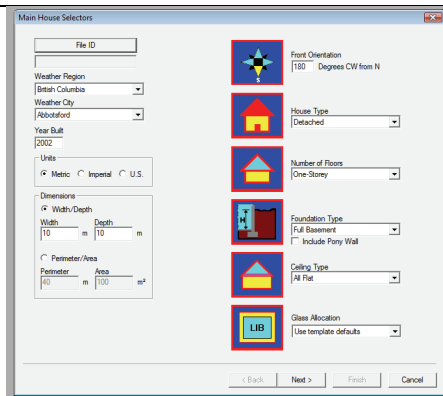 Main House Selectors
File ID
Weather Region
British Columbia
Weather City
Abbotsford
Year Built
2002
Units
Metric Imperial U.S.
Dimensions
Width/Depth
Width Depth
10 m 10 m
Perimeter/Area
Perimeter Area
40 m 100 m²
S
Front Orientation
180 Degrees CW from N
House Type
Detached
Number of Floors
One-Storey
H
Foundation Type
Full Basement
Include Pony Wall
Ceiling Type
All Flat
LIB
Glass Allocation
Use template defaults
< Back Next > Finish Cancel